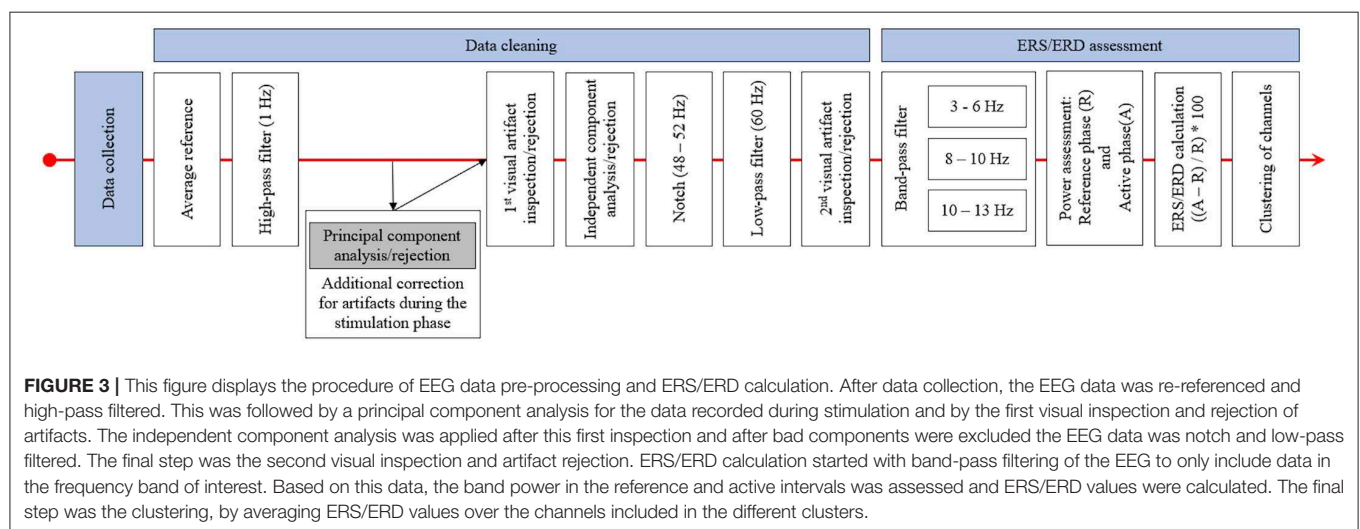 Data cleaning
ERS/ERD assessment
Data collection
Average reference
High-pass filter (1 Hz)
Principal component
analysis/rejection
Additional correction
for artifacts during the
stimulation phase
1st visual artifact
inspection/rejection
Independent component
analysis/rejection
Notch (48 – 52 Hz)
Low-pass filter (60 Hz)
2nd visual artifact
inspection/rejection
Band-pass filter
3 - 6 Hz
8 – 10 Hz
10 – 13 Hz
Power assessment:
Reference phase (R)
and
Active phase(A)
ERS/ERD calculation
((A – R) / R) * 100
Clustering of channels
FIGURE 3 | This figure displays the procedure of EEG data pre-processing and ERS/ERD calculation. After data collection, the EEG data was re-referenced and
high-pass filtered. This was followed by a principal component analysis for the data recorded during stimulation and by the first visual inspection and rejection of
artifacts. The independent component analysis was applied after this first inspection and after bad components were excluded the EEG data was notch and low-pass
filtered. The final step was the second visual inspection and artifact rejection. ERS/ERD calculation started with band-pass filtering of the EEG to only include data in
the frequency band of interest. Based on this data, the band power in the reference and active intervals was assessed and ERS/ERD values were calculated. The final
step was the clustering, by averaging ERS/ERD values over the channels included in the different clusters.